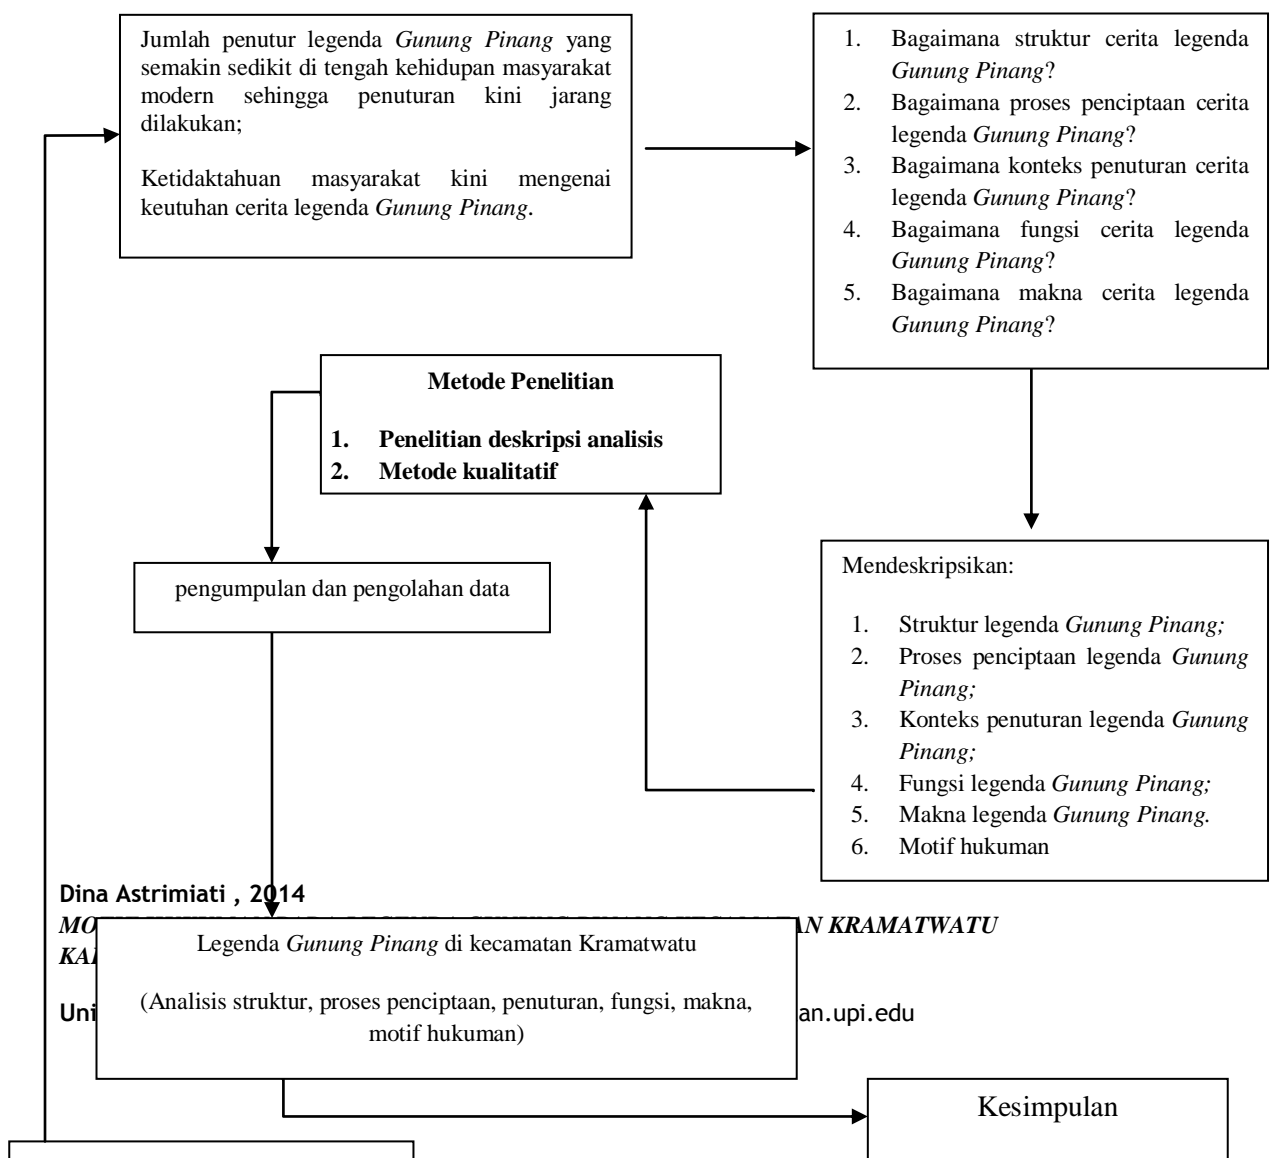 Jumlah penutur legenda Gunung Pinang yang
semakin sedikit di tengah kehidupan masyarakat
modern sehingga penuturan kini jarang
dilakukan;
Ketidaktahuan masyarakat kini mengenai
keutuhan cerita legenda Gunung Pinang.
1. Bagaimana struktur cerita legenda
Gunung Pinang?
2. Bagaimana proses penciptaan cerita
legenda Gunung Pinang?
3. Bagaimana konteks penuturan cerita
legenda Gunung Pinang?
4. Bagaimana fungsi cerita legenda
Gunung Pinang?
5. Bagaimana makna cerita legenda
Gunung Pinang?
Metode Penelitian
1. Penelitian deskripsi analisis
2. Metode kualitatif
pengumpulan dan pengolahan data
Mendeskripsikan:
1. Struktur legenda Gunung Pinang;
2. Proses penciptaan legenda Gunung
Pinang;
3. Konteks penuturan legenda Gunung
Pinang;
4. Fungsi legenda Gunung Pinang;
5. Makna legenda Gunung Pinang.
6. Motif hukuman
Dina Astrimiati , 2014
KRAMATWATU
Legenda Gunung Pinang di kecamatan Kramatwatu
(Analisis struktur, proses penciptaan, penuturan, fungsi, makna,
motif hukuman)
an.upi.edu
Kesimpulan